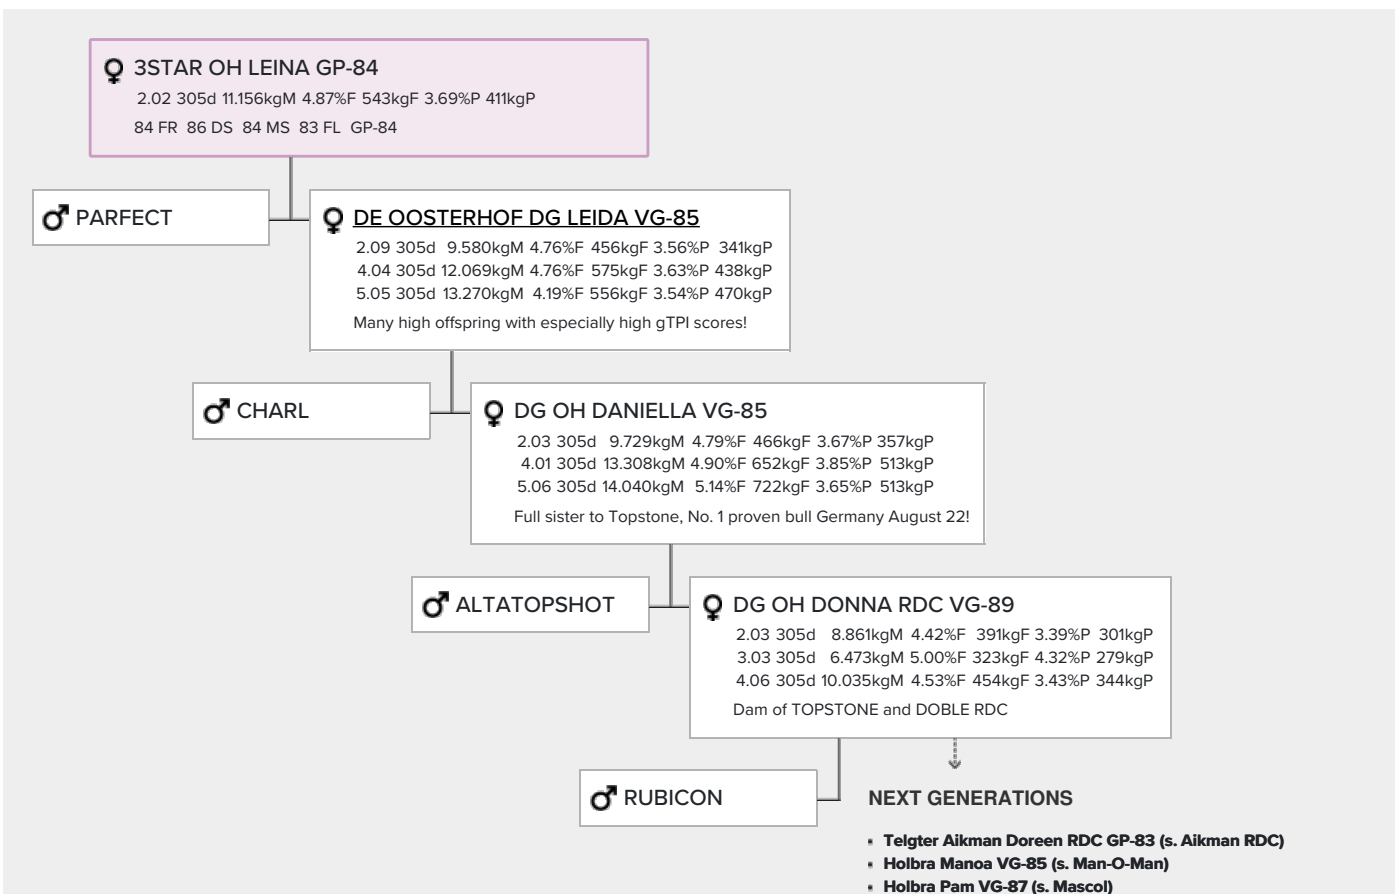 3STAR OH LEINA GP-84
2.02 305d 11.156kgM 4.87%F 543kgF 3.69%P 411kgP
84 FR 86 DS 84 MS 83 FL GP-84
PARFECT
DE OOSTERHOF DG LEIDA VG-85
2.09 305d 9.580kgM 4.76%F 456kgF 3.56%P 341kgP
4.04 305d 12.069kgM 4.76%F 575kgF 3.63%P 438kgP
5.05 305d 13.270kgM 4.19%F 556kgF 3.54%P 470kgP
Many high offspring with especially high gTPI scores!
CHARL
DG OH DANIELLA VG-85
2.03 305d 9.729kgM 4.79%F 466kgF 3.67%P 357kgP
4.01 305d 13.308kgM 4.90%F 652kgF 3.85%P 513kgP
5.06 305d 14.040kgM 5.14%F 722kgF 3.65%P 513kgP
Full sister to Topstone, No. 1 proven bull Germany August 22!
ALTATOPSHOT
DG OH DONNA RDC VG-89
2.03 305d 8.861kgM 4.42%F 391kgF 3.39%P 301kgP
3.03 305d 6.473kgM 5.00%F 323kgF 4.32%P 279kgP
4.06 305d 10.035kgM 4.53%F 454kgF 3.43%P 344kgP
Dam of TOPSTONE and DOBLE RDC
RUBICON
NEXT GENERATIONS
Telgter Aikman Doreen RDC GP-83 (s. Aikman RDC)
Holbra Manoa VG-85 (s. Man-O-Man)
Holbra Pam VG-87 (s. Mascol)